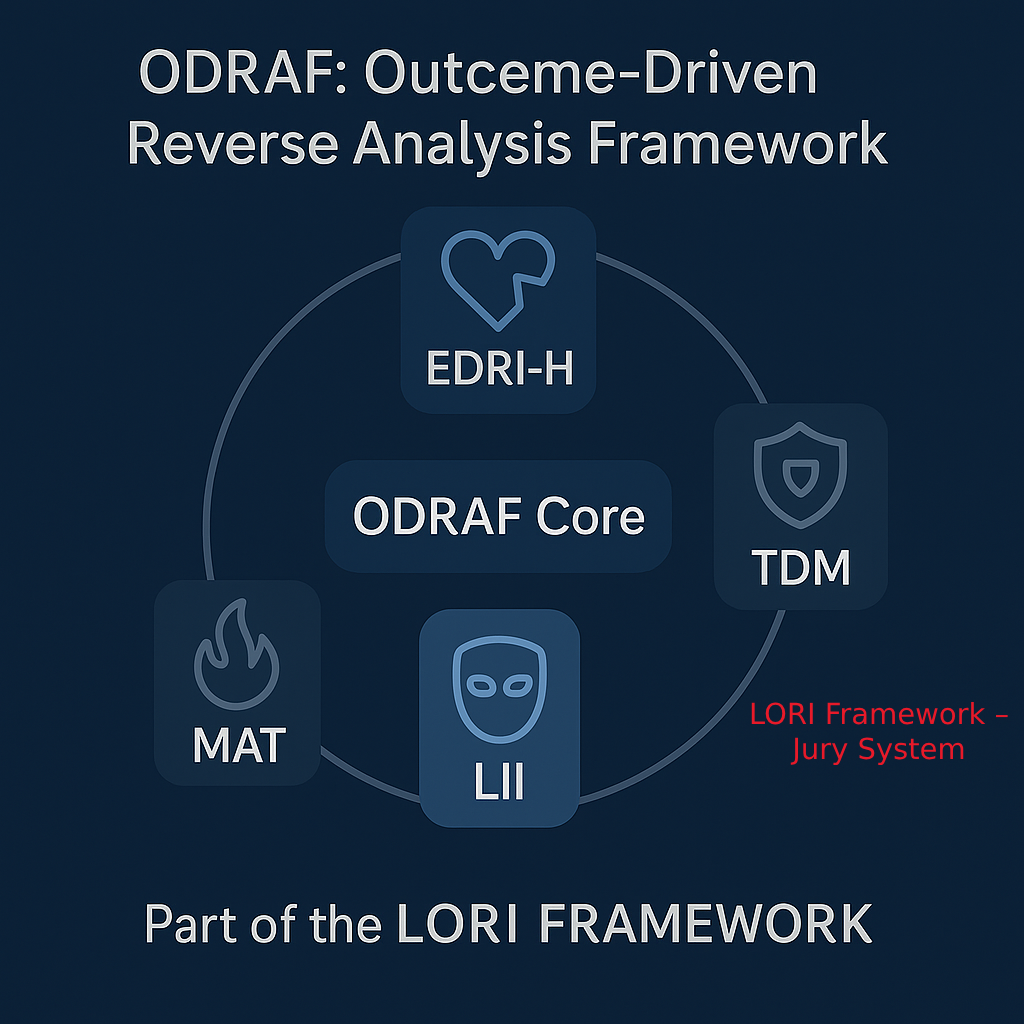 ODRAF: Outceme-Driven
Reverse Analysis Framework
EDRI-H
ODRAF Core
TDM
MAT
LII
LORI Framework –
Jury System
Part of the LORI FRAMEWORK